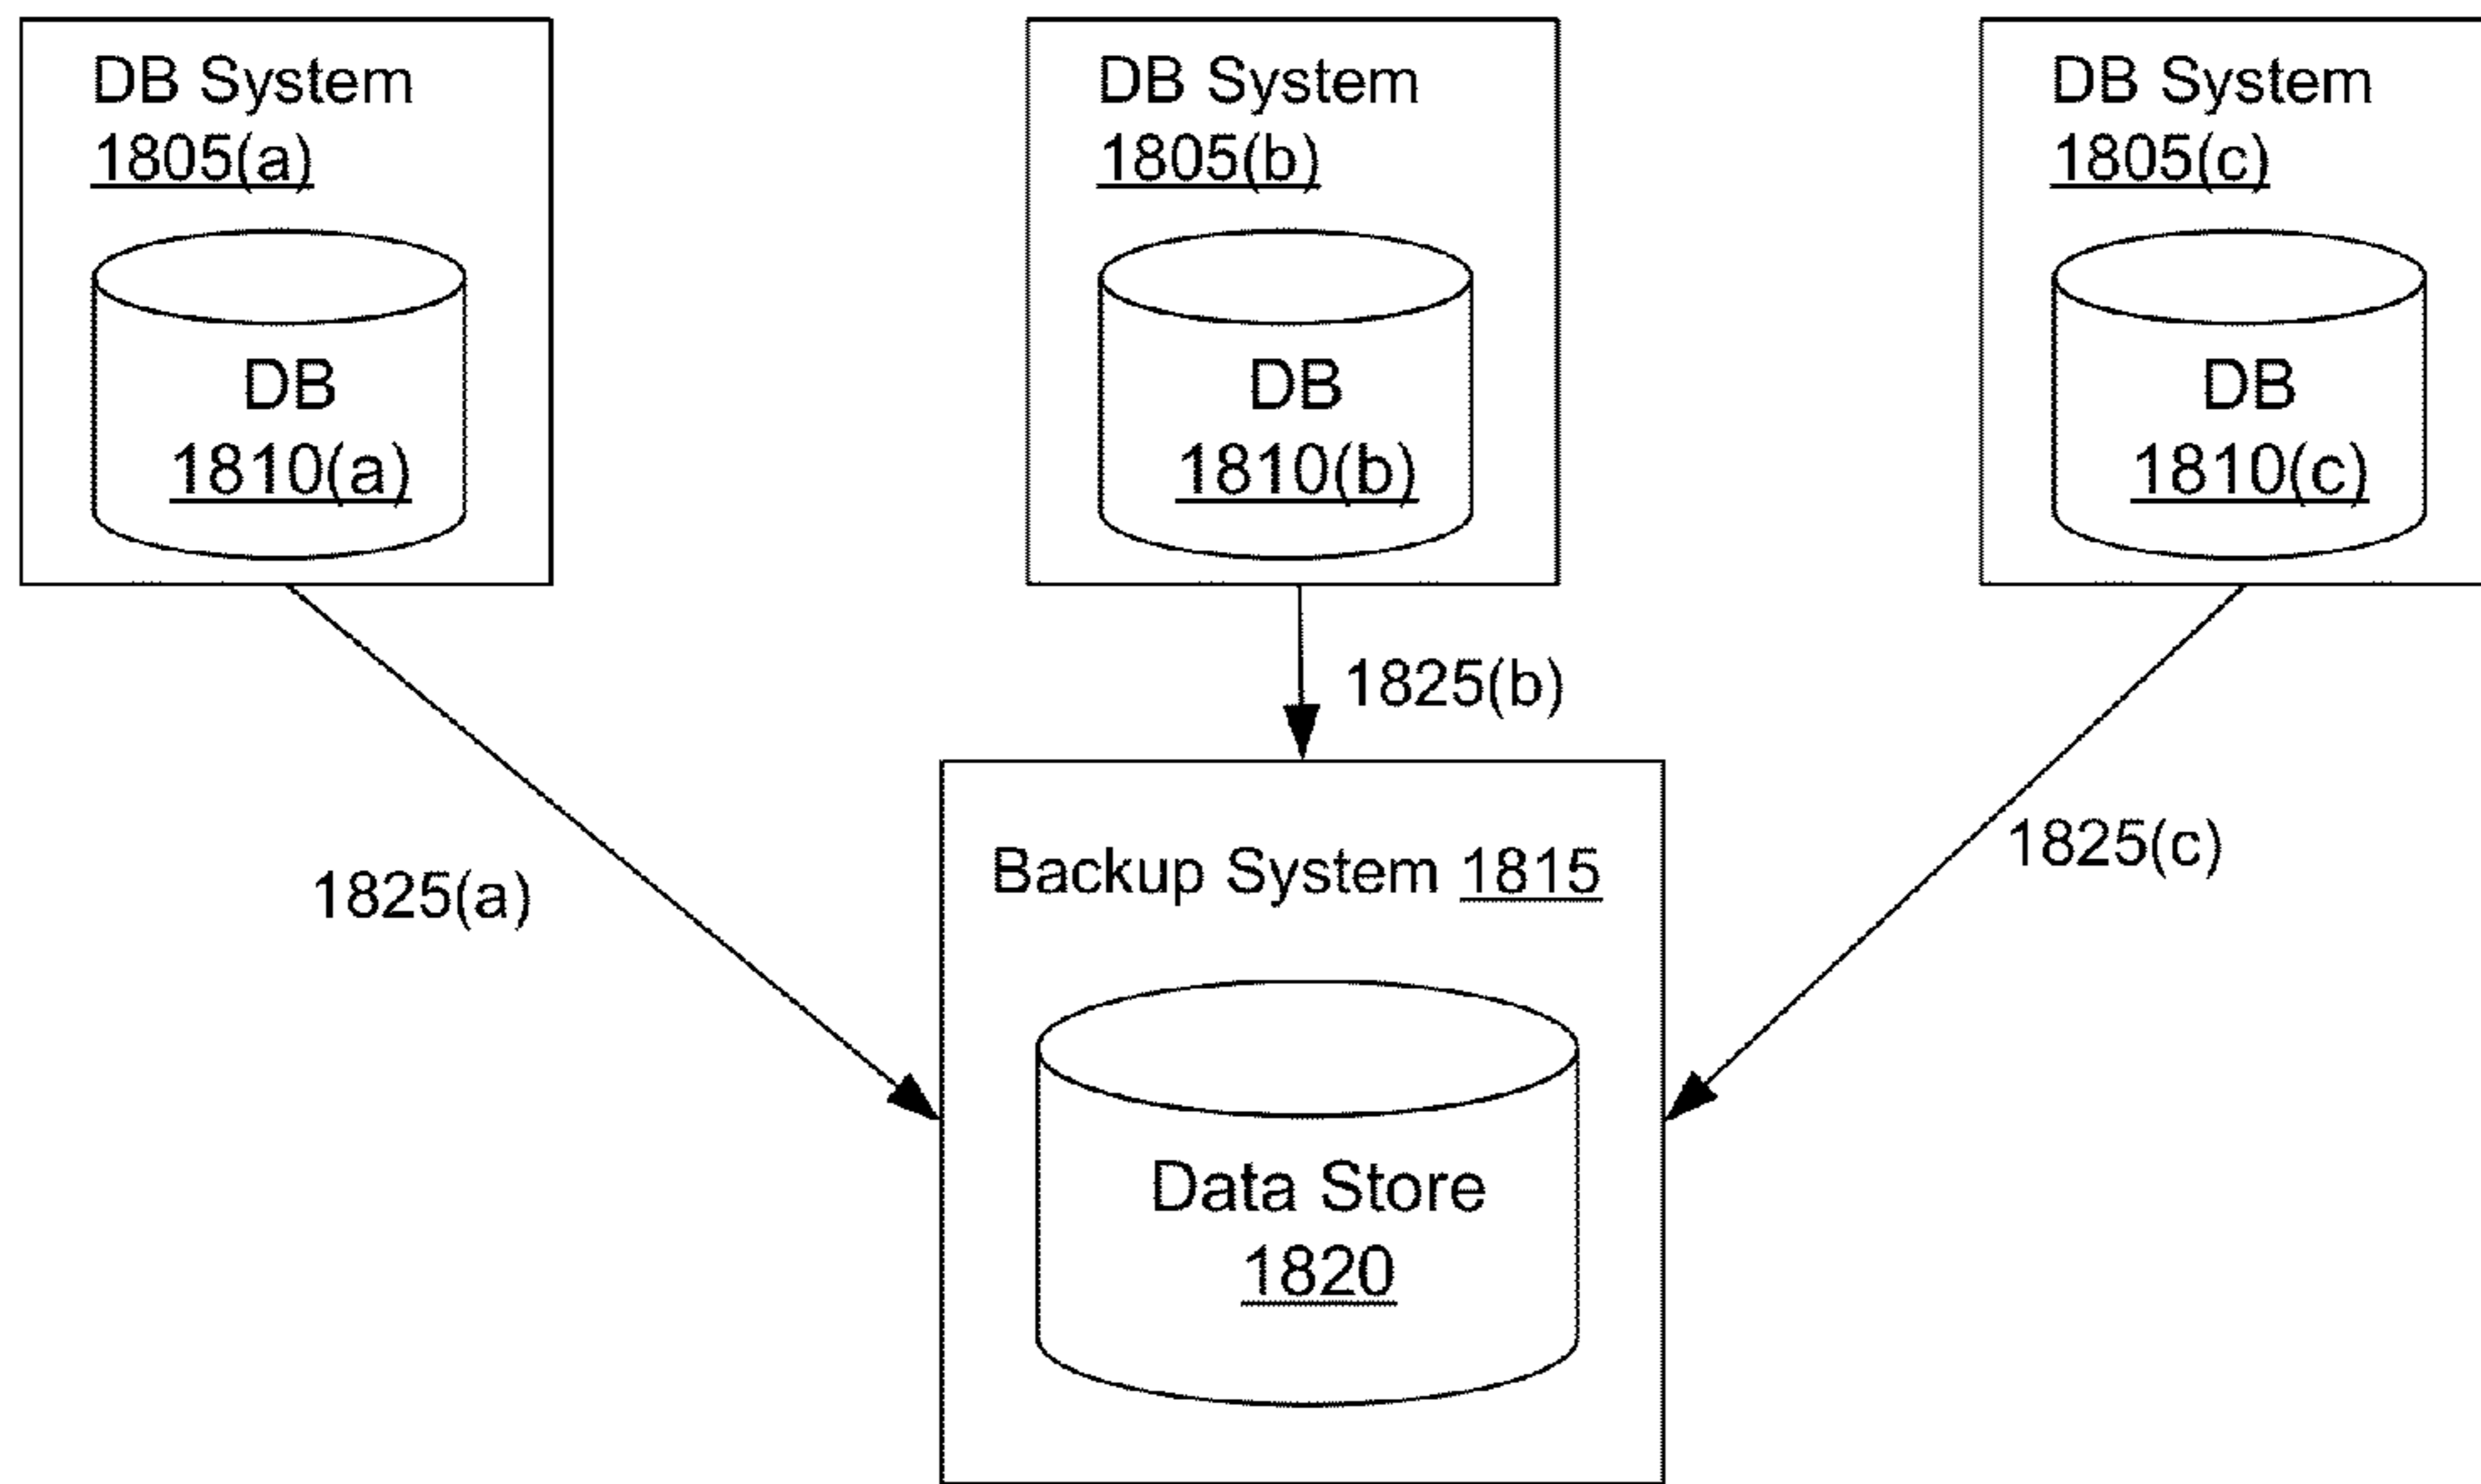 DB System
1805(a)
DB
1810(a)
DB System
1805(b)
DB
1810(b)
DB System
1805(c)
DB
1810(c)
1825(a)
1825(b)
1825(c)
Backup System 1815
Data Store
1820